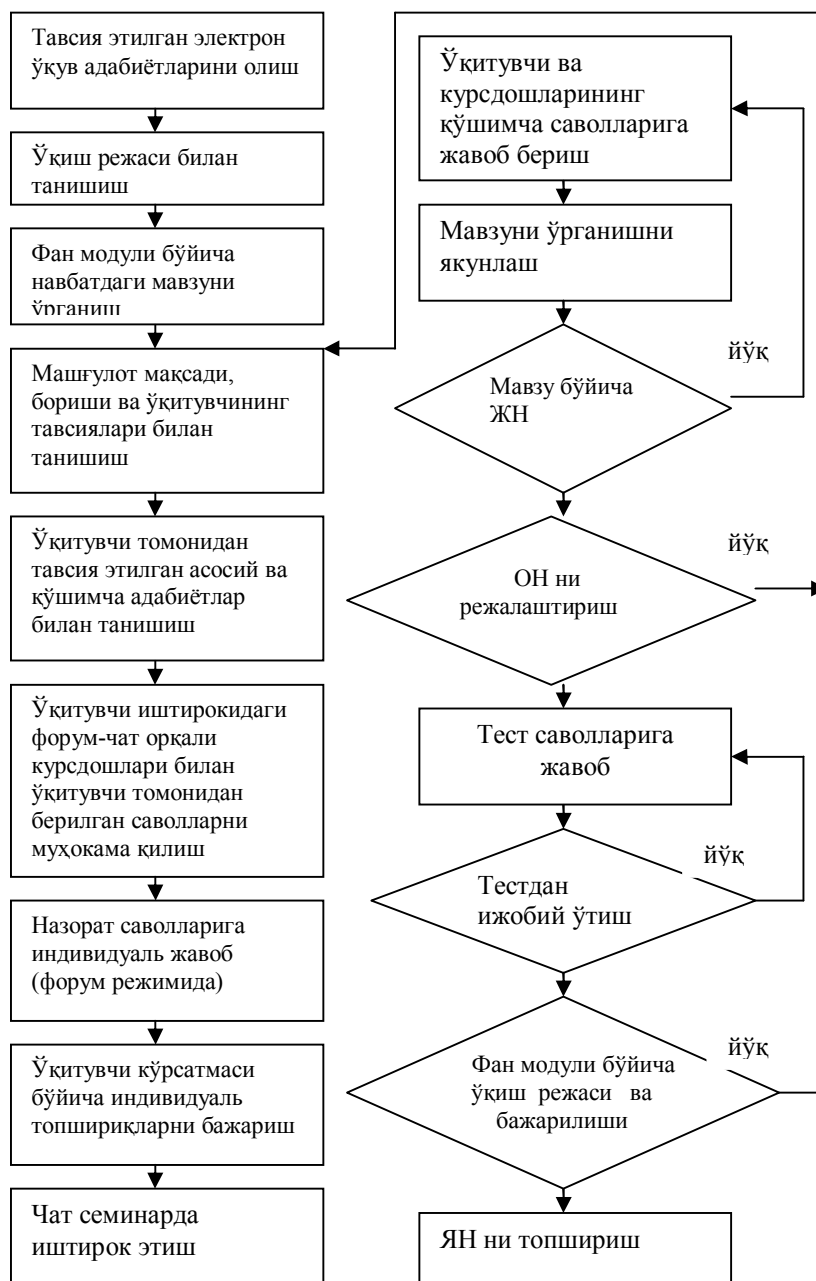 Тавсия этилган электрон
ўқув адабиётларини олиш
Ўқиш режаси билан
танишиш
Фан модули бўйича
навбатдаги мавзуни
ўрганиш
Машғулот мақсади,
бориши ва ўқитувчининг
тавсиялари билан
танишиш
Ўқитувчи томонидан
тавсия этилган асосий ва
қўшимча адабиётлар
билан танишиш
Ўқитувчи иштирокидаги
форум-чат орқали
курсдошлари билан
ўқитувчи томонидан
берилган саволларни
муҳокама қилиш
Назорат саволларига
индивидуаль жавоб
(форум режимида)
Ўқитувчи кўрсатмаси
бўйича индивидуаль
топшириқларни бажариш
Чат семинарда
иштирок этиш
Ўқитувчи ва
курсдошларининг
қўшимча саволларига
жавоб бериш
Мавзуни ўрганишни
якунлаш
Мавзу бўйича
ЖН
йўқ
ОН ни
режалаштириш
йўқ
Тест саволларига
жавоб
Тестдан
ижобий ўтиш
йўқ
Фан модули бўйича
ўқиш режаси ва
бажарилиши
йўқ
ЯН ни топшириш